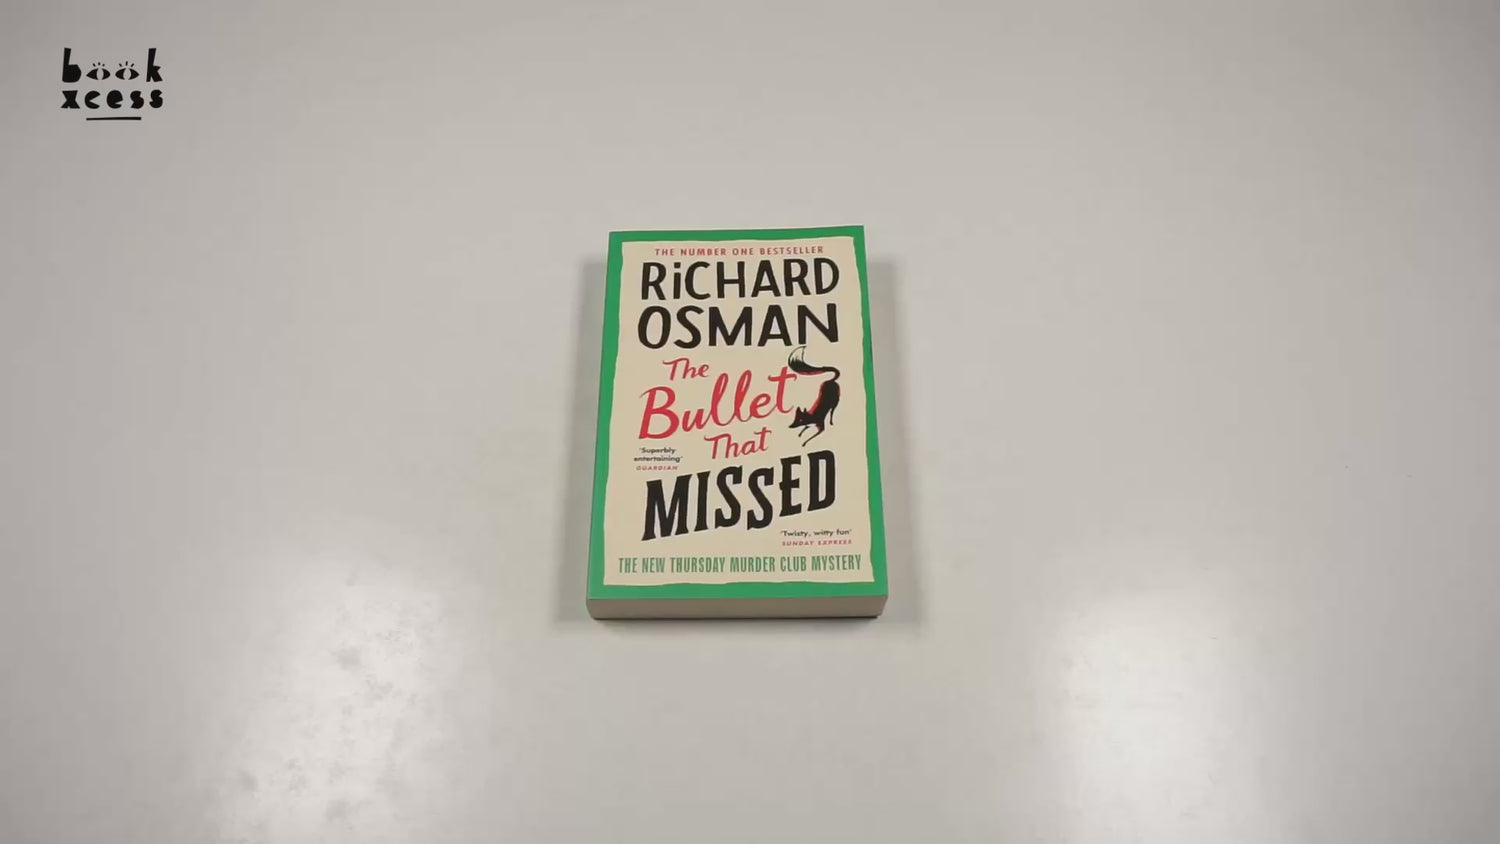 book
xcess
THE NUMBER ONE BESTSELLER
RiCHARD
OSMAN
The
Bullet
That
'Superbly
entertaining'
GUARDIAN
MISSED
'Twisty, witty fun'
SUNDAY EXPRESS
THE NEW THURSDAY MURDER CLUB MYSTERY